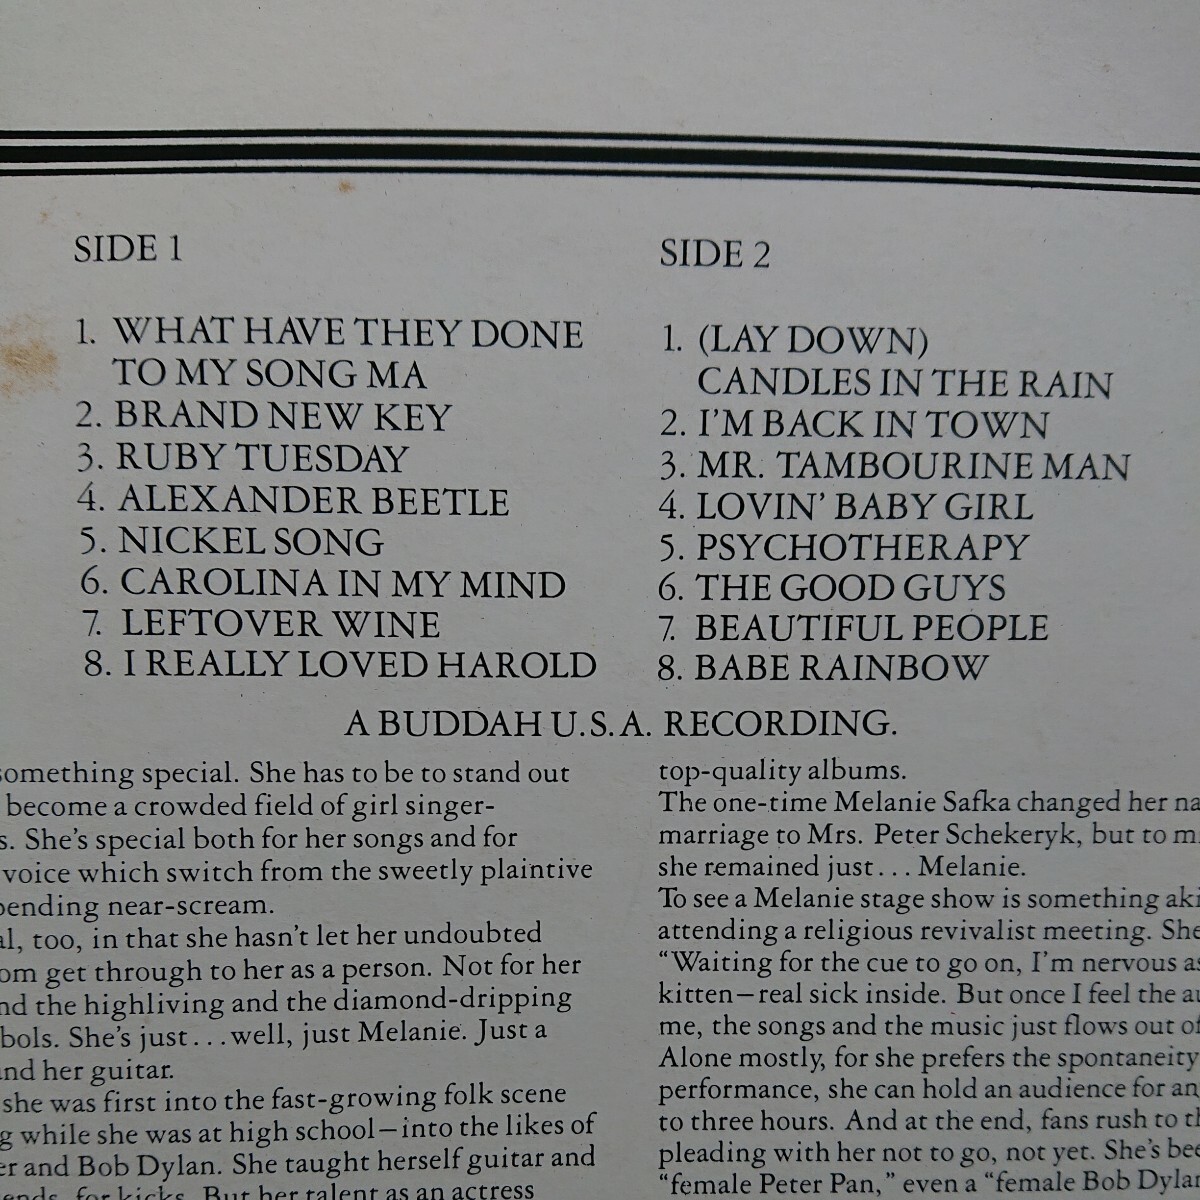 SIDE 1
1. WHAT HAVE THEY DONE
TO MY SONG MA
2. BRAND NEW KEY
3. RUBY TUESDAY
4. ALEXANDER BEETLE
5. NICKEL SONG
6. CAROLINA IN MY MIND
7. LEFTOVER WINE
8. I REALLY LOVED HAROLD
SIDE 2
1. (LAY DOWN)
CANDLES IN THE RAIN
2. I'M BACK IN TOWN
3. MR. TAMBOURINE MAN
4. LOVIN' BABY GIRL
5. PSYCHOTHERAPY
6. THE GOOD GUYS
7. BEAUTIFUL PEOPLE
8. BABE RAINBOW
A BUDDAH U.S.A. RECORDING.
something special. She has to be to stand out
become a crowded field of girl singer-
s. She's special both for her songs and for
voice which switch from the sweetly plaintive
bending near-scream.
al, too, in that she hasn't let her undoubted
om get through to her as a person. Not for her
nd the highliving and the diamond-dripping
bols. She's just...well, just Melanie. Just a
and her guitar.
she was first into the fast-growing folk scene
g while she was at high school—into the likes of
er and Bob Dylan. She taught herself guitar and
ends, for kicks. But her talent as an actress
top-quality albums.
The one-time Melanie Safka changed her na
marriage to Mrs. Peter Schekeryk, but to m
she remained just... Melanie.
To see a Melanie stage show is something aki
attending a religious revivalist meeting. She
“Waiting for the cue to go on, I'm nervous as
kitten—real sick inside. But once I feel the au
me, the songs and the music just flows out of
Alone mostly, for she prefers the spontaneity
performance, she can hold an audience for an
to three hours. And at the end, fans rush to th
pleading with her not to go, not yet. She's bee
“female Peter Pan,” even a “female Bob Dylan